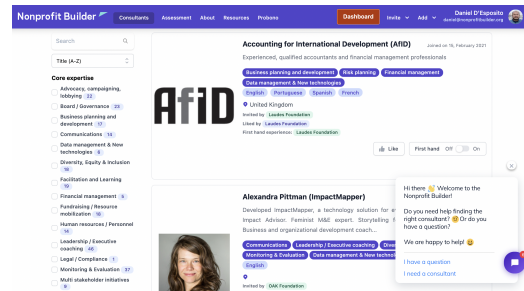 Nonprofit Builder
Consultants Assessment About Resources Probono
Dashboard Invite Add
Daniel D'Esposito
daniel@nonprofitbuilder.org
Search
Title (A-Z)
Core expertise
Advocacy, campaigning,
lobbying 22
Board / Governance 23
Business planning and
development 17
Communications 13
Data management & New
technologies 6
Diversity, Equity & Inclusion
18
Facilitation and Learning
19
Financial management 5
Fundraising / Resource
mobilization 18
Human resources / Personnel
14
Leadership / Executive
coaching 46
Legal / Compliance 1
Monitoring & Evaluation 37
Multi stakeholder initiatives
9
AfiD
Accounting for International Development (AfID)
Joined on 16, February 2021
Experienced, qualified accountants and financial management professionals
Business planning and development Risk planning Financial management
Data management & New technologies
English Portuguese Spanish French
United Kingdom
Invited by Laudes Foundation
Liked by Laudes Foundation
First hand experience: Laudes Foundation
Like First hand Off On
Alexandra Pittman (ImpactMapper)
Developed ImpactMapper, a technology solution for
Impact Advisor. Feminist M&E expert. Storytelling
Business and organizational development coach...
Communications Leadership / Executive coaching
Monitoring & Evaluation Data management & New
English
Invited by OAK Foundation
Hi there 👋 Welcome to the
Nonprofit Builder!
Do you need help finding the
right consultant? 🤔 Or do you
have a question?
We are happy to help 😀
I have a question
I need a consultant